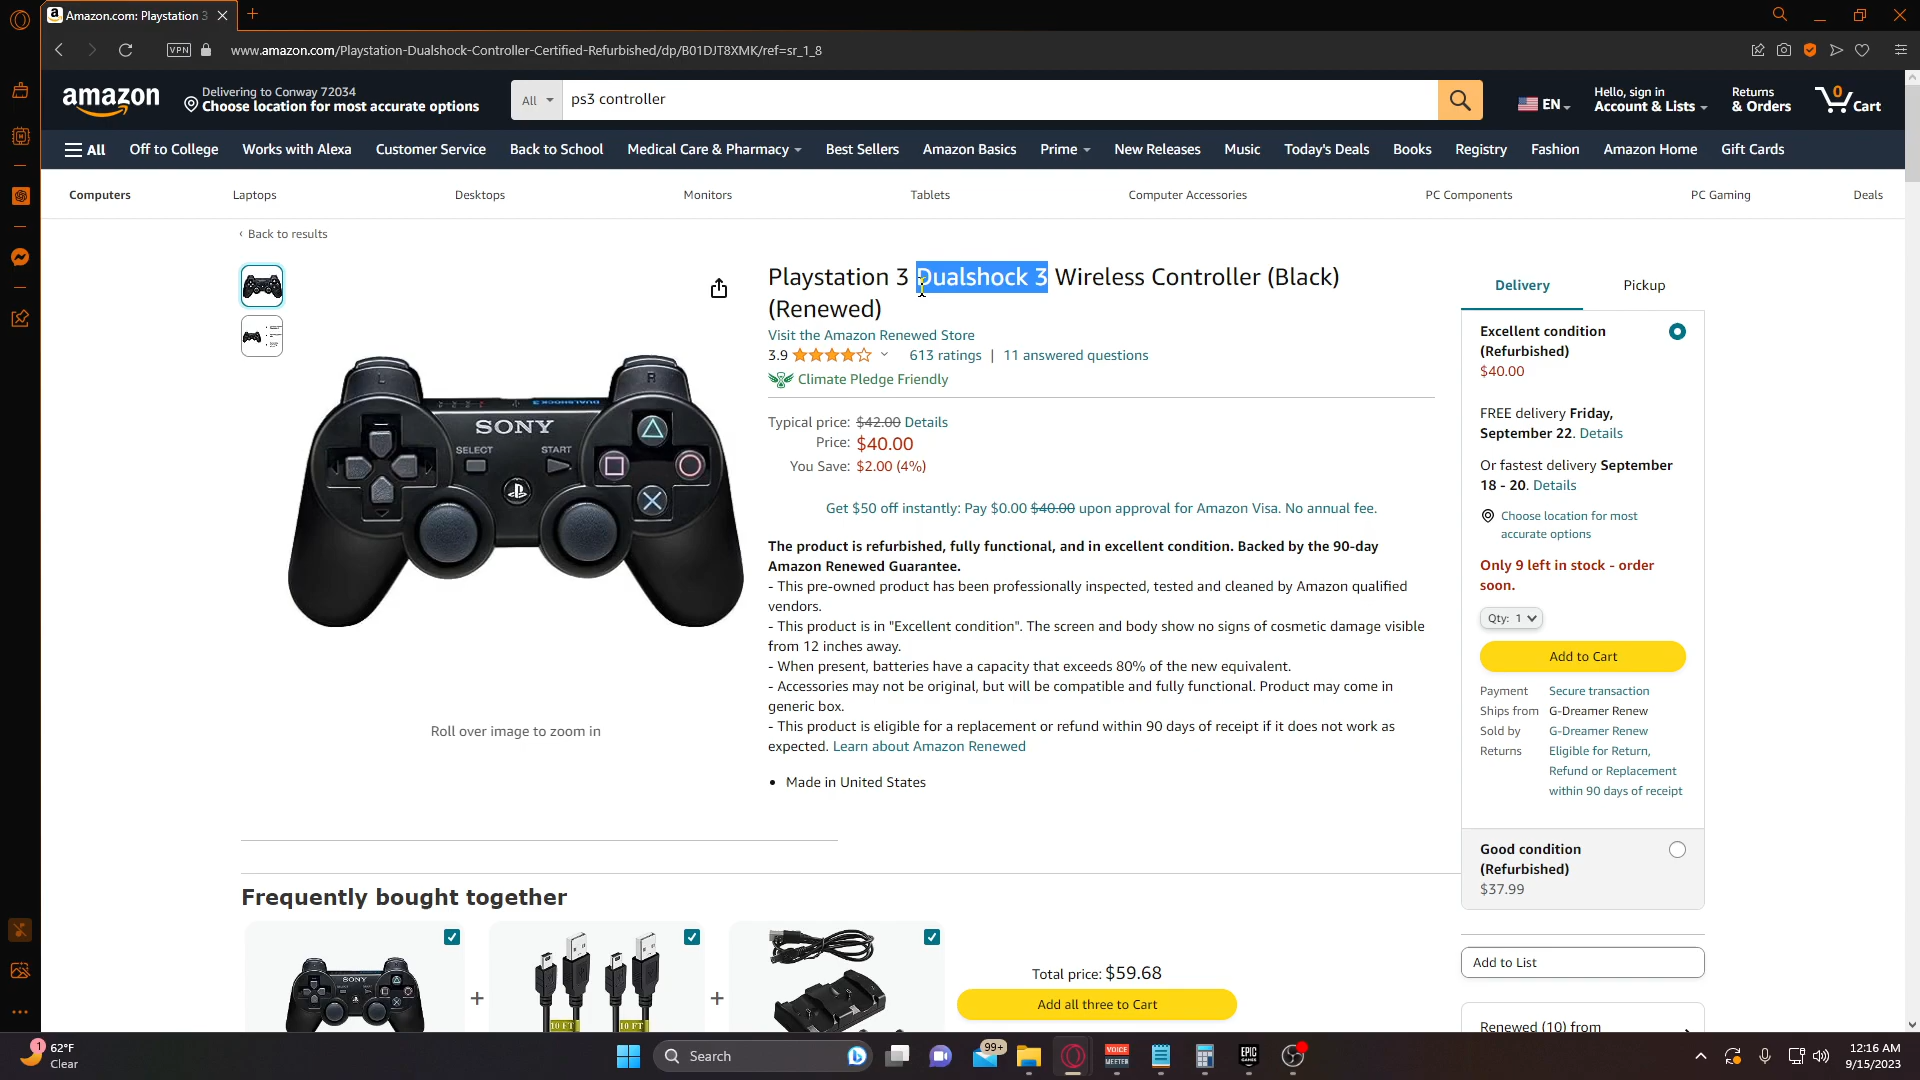 Amazon.com: Playstation 3
VPN
www.amazon.com/Playstation-Dualshock-Controller-Certified-Refurbished/dp/B01DJT8XMK/ref=sr_1_8
amazon
Delivering to Conway 72034
Choose location for most accurate options
All
ps3 controller
EN
Hello, sign in
Account & Lists
Returns
& Orders
0
Cart
All
Off to College
Works with Alexa
Customer Service
Back to School
Medical Care & Pharmacy
Best Sellers
Amazon Basics
Prime
New Releases
Music
Today's Deals
Books
Registry
Fashion
Amazon Home
Gift Cards
Computers
Laptops
Desktops
Monitors
Tablets
Computer Accessories
PC Components
PC Gaming
Deals
‹ Back to results
L
R
DUALSHOCK 3
SONY
SELECT
START
Roll over image to zoom in
Playstation 3 Dualshock 3 Wireless Controller (Black)
(Renewed)
Visit the Amazon Renewed Store
3.9
613 ratings | 11 answered questions
Climate Pledge Friendly
Typical price: $42.00 Details
Price: $40.00
You Save: $2.00 (4%)
Get $50 off instantly: Pay $0.00 $40.00 upon approval for Amazon Visa. No annual fee.
The product is refurbished, fully functional, and in excellent condition. Backed by the 90-day
Amazon Renewed Guarantee.
- This pre-owned product has been professionally inspected, tested and cleaned by Amazon qualified
vendors.
- This product is in "Excellent condition". The screen and body show no signs of cosmetic damage visible
from 12 inches away.
- When present, batteries have a capacity that exceeds 80% of the new equivalent.
- Accessories may not be original, but will be compatible and fully functional. Product may come in
generic box.
- This product is eligible for a replacement or refund within 90 days of receipt if it does not work as
expected. Learn about Amazon Renewed
• Made in United States
Delivery
Pickup
Excellent condition
(Refurbished)
$40.00
FREE delivery Friday,
September 22. Details
Or fastest delivery September
18 - 20. Details
Choose location for most
accurate options
Only 9 left in stock - order
soon.
Qty: 1
Add to Cart
Payment Secure transaction
Ships from G-Dreamer Renew
Sold by G-Dreamer Renew
Returns Eligible for Return,
Refund or Replacement
within 90 days of receipt
Good condition
(Refurbished)
$37.99
Add to List
Renewed (10) from
Frequently bought together
SONY
+
10 FT
10 FT
+
Total price: $59.68
Add all three to Cart
1
62°F
Clear
Search
99+
VOICE
MEETER
EPIC
GAMES
12:16 AM
9/15/2023